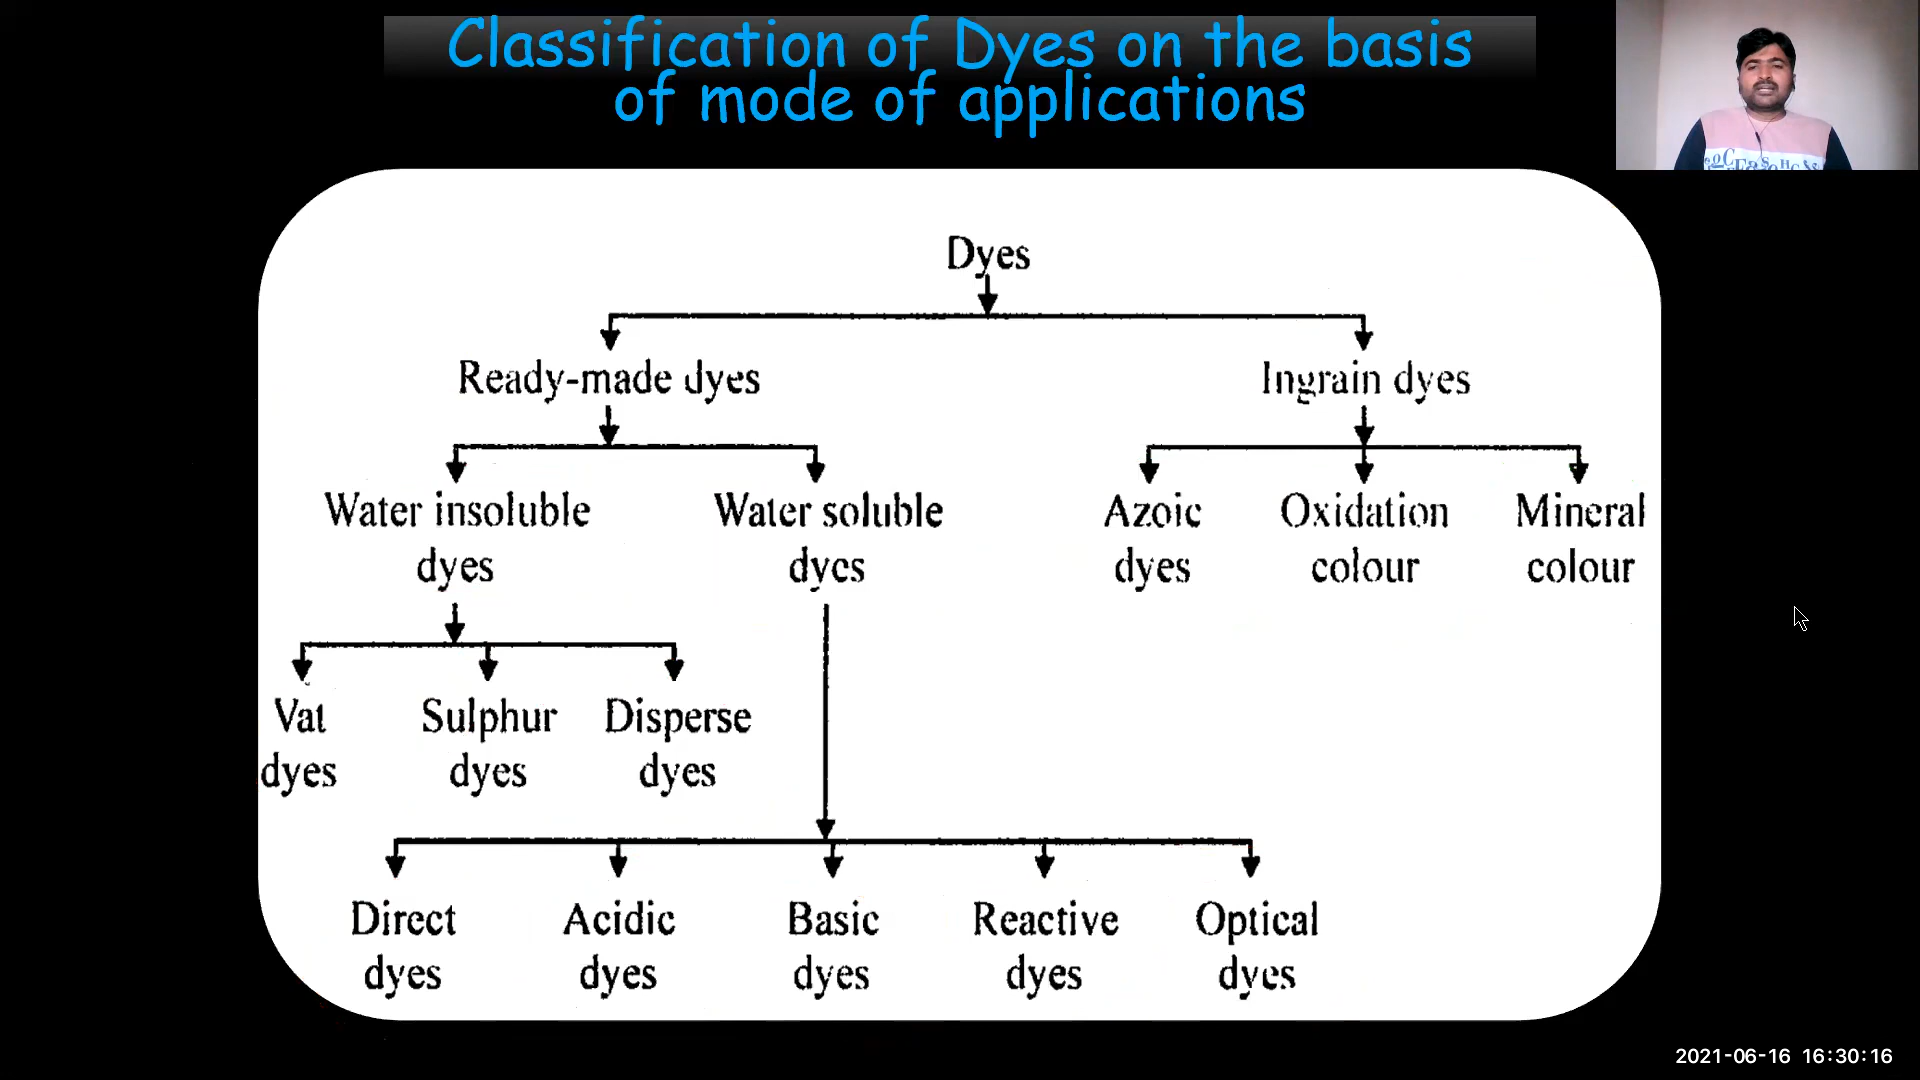 Classification of Dyes on the basis
of mode of applications
Dyes
Ready-made dyes
Ingrain dyes
Water insoluble
dyes
Water soluble
dyes
Azoic
dyes
Oxidation
colour
Mineral
colour
Vat
dyes
Sulphur
dyes
Disperse
dyes
Direct
dyes
Acidic
dyes
Basic
dyes
Reactive
dyes
Optical
dyes
2021-06-16 16:30:16